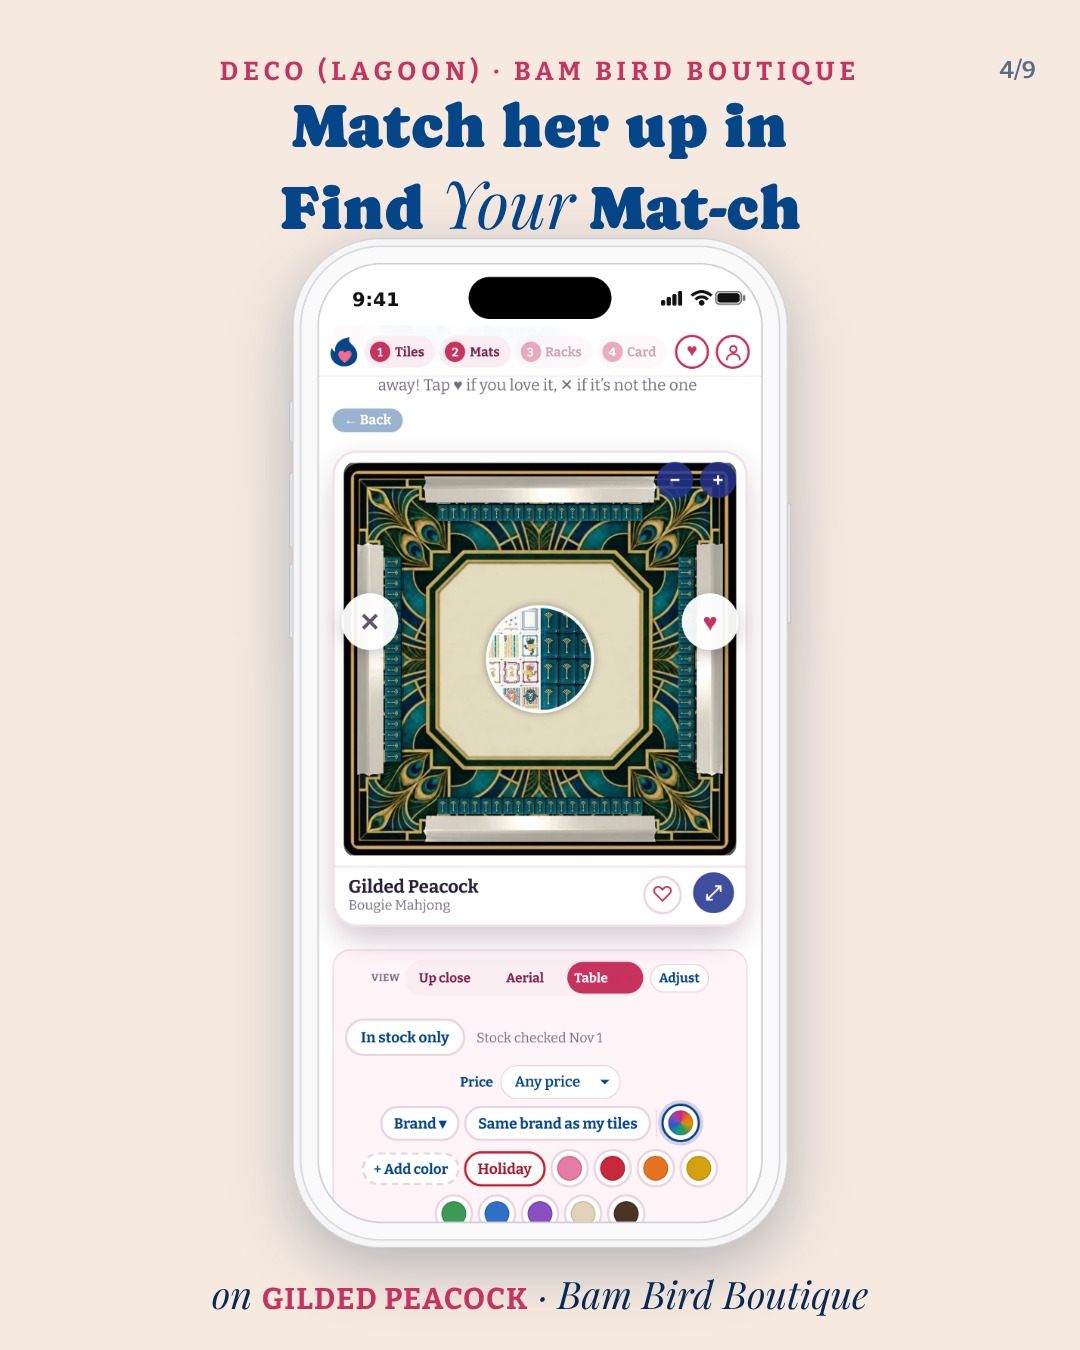 DECO (LAGOON) · BAM BIRD BOUTIQUE
4/9
Match her up in
Find Your Mat-ch
9:41
1 Tiles
2 Mats
3 Racks
4 Card
away! Tap ♥ if you love it, ✕ if it's not the one
← Back
Gilded Peacock
Bougie Mahjong
VIEW Up close Aerial Table Adjust
In stock only Stock checked Nov 1
Price Any price
Brand ▾ Same brand as my tiles
+ Add color Holiday
on GILDED PEACOCK · Bam Bird Boutique